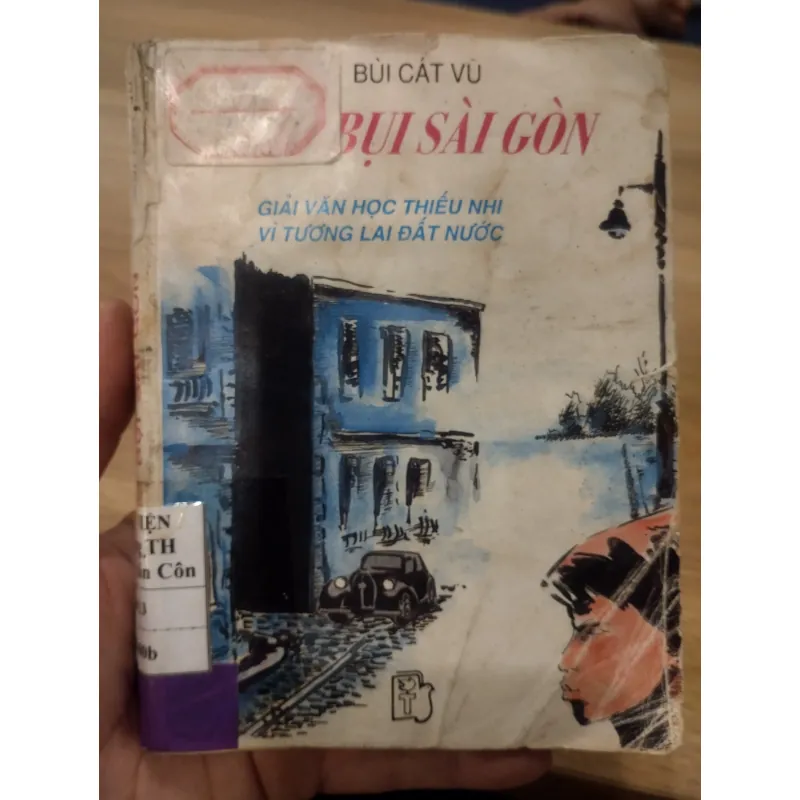 BÙI CÁT VŨ
BỤI SÀI GÒN
GIẢI VĂN HỌC THIẾU NHI
VÌ TƯƠNG LAI ĐẤT NƯỚC
IỆN
TH
n Côn